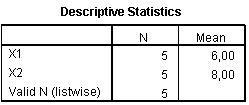 Descriptive Statistics
N Mean
X1 5 6,00
X2 5 8,00
Valid N (listwise) 5